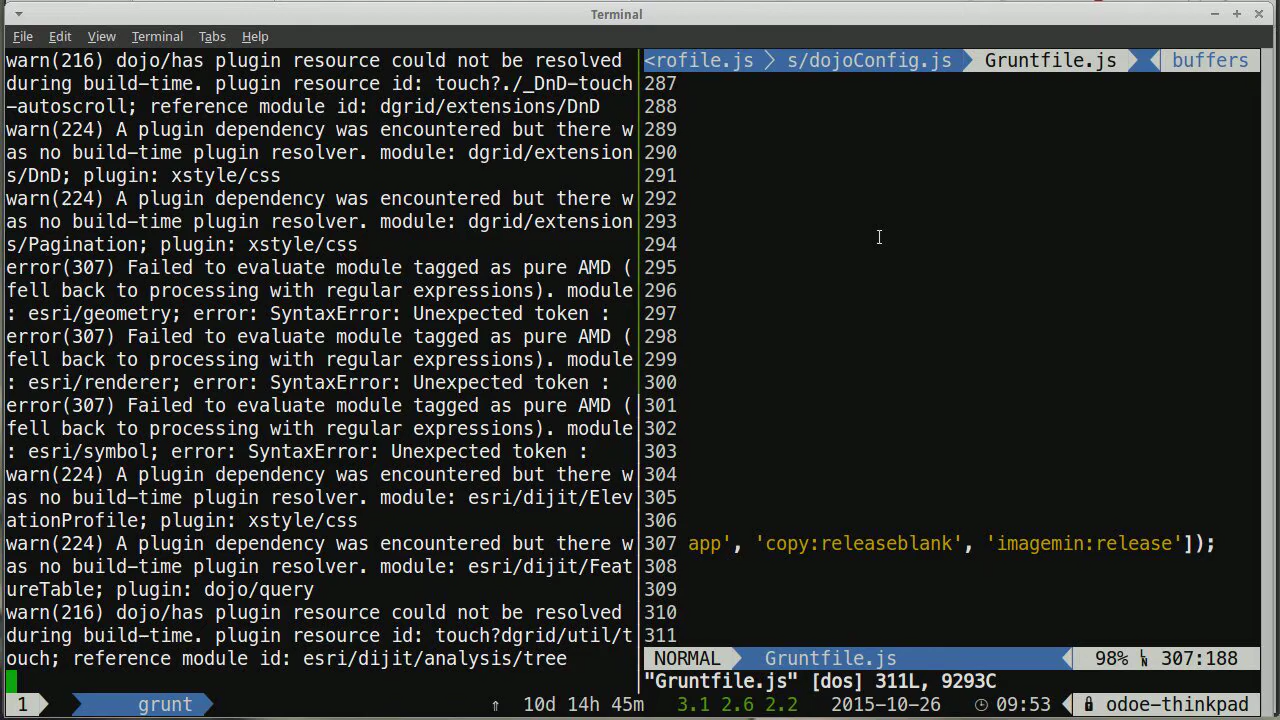 Terminal
File Edit View Terminal Tabs Help
warn(216) dojo/has plugin resource could not be resolved
during build-time. plugin resource id: touch?./_DnD-touch
-autoscroll; reference module id: dgrid/extensions/DnD
warn(224) A plugin dependency was encountered but there w
as no build-time plugin resolver. module: dgrid/extension
s/DnD; plugin: xstyle/css
warn(224) A plugin dependency was encountered but there w
as no build-time plugin resolver. module: dgrid/extension
s/Pagination; plugin: xstyle/css
error(307) Failed to evaluate module tagged as pure AMD (
fell back to processing with regular expressions). module
: esri/geometry; error: SyntaxError: Unexpected token :
error(307) Failed to evaluate module tagged as pure AMD (
fell back to processing with regular expressions). module
: esri/renderer; error: SyntaxError: Unexpected token :
error(307) Failed to evaluate module tagged as pure AMD (
fell back to processing with regular expressions). module
: esri/symbol; error: SyntaxError: Unexpected token :
warn(224) A plugin dependency was encountered but there w
as no build-time plugin resolver. module: esri/dijit/Elev
ationProfile; plugin: xstyle/css
warn(224) A plugin dependency was encountered but there w
as no build-time plugin resolver. module: esri/dijit/Feat
ureTable; plugin: dojo/query
warn(216) dojo/has plugin resource could not be resolved
during build-time. plugin resource id: touch?dgrid/util/t
ouch; reference module id: esri/dijit/analysis/tree
<rofile.js > s/dojoConfig.js Gruntfile.js buffers
287
288
289
290
291
292
293
294
295
296
297
298
299
300
301
302
303
304
305
306
307 app', 'copy:releaseblank', 'imagemin:release']);
308
309
310
311
NORMAL Gruntfile.js 98% LN 307:188
"Gruntfile.js" [dos] 311L, 9293C
1 grunt ↑ 10d 14h 45m 3.1 2.6 2.2 2015-10-26 09:53 odoe-thinkpad